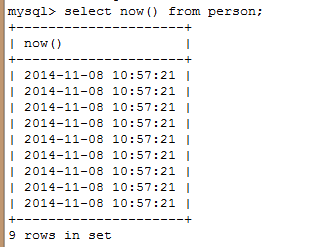 mysql> select now() from person;
+---------------------+
| now()               |
+---------------------+
| 2014-11-08 10:57:21 |
| 2014-11-08 10:57:21 |
| 2014-11-08 10:57:21 |
| 2014-11-08 10:57:21 |
| 2014-11-08 10:57:21 |
| 2014-11-08 10:57:21 |
| 2014-11-08 10:57:21 |
| 2014-11-08 10:57:21 |
| 2014-11-08 10:57:21 |
+---------------------+
9 rows in set